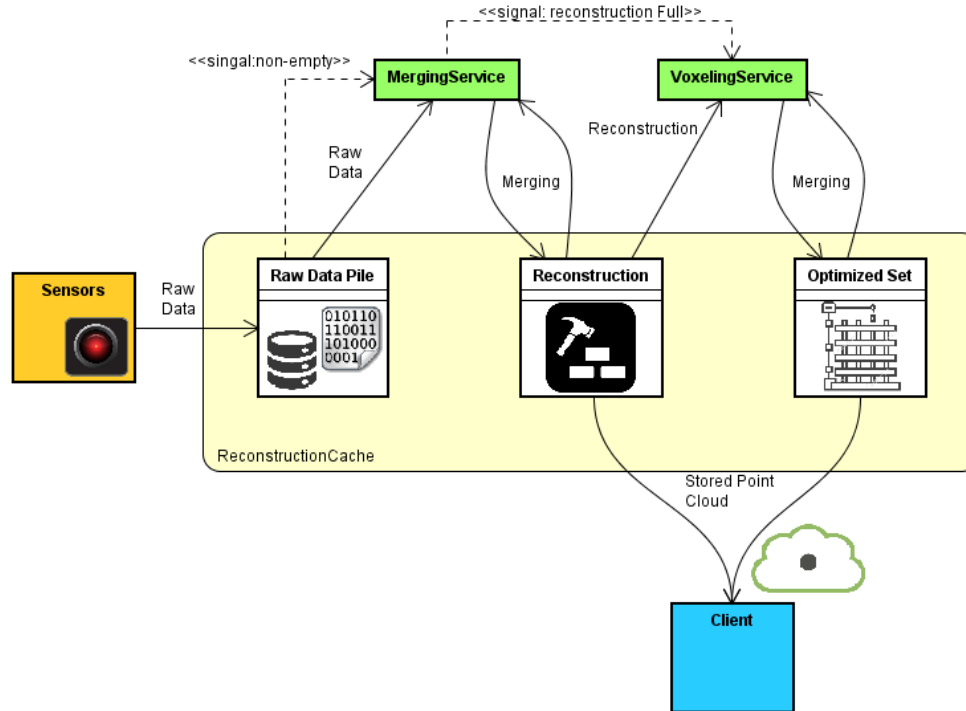 <<signal: reconstruction Full>>
<<singal:non-empty>>
MergingService
VoxelingService
Reconstruction
Raw
Data
Merging
Merging
Raw Data Pile
Reconstruction
Optimized Set
Sensors
Raw
Data
010110
110011
101000
0001
ReconstructionCache
Stored Point
Cloud
Client